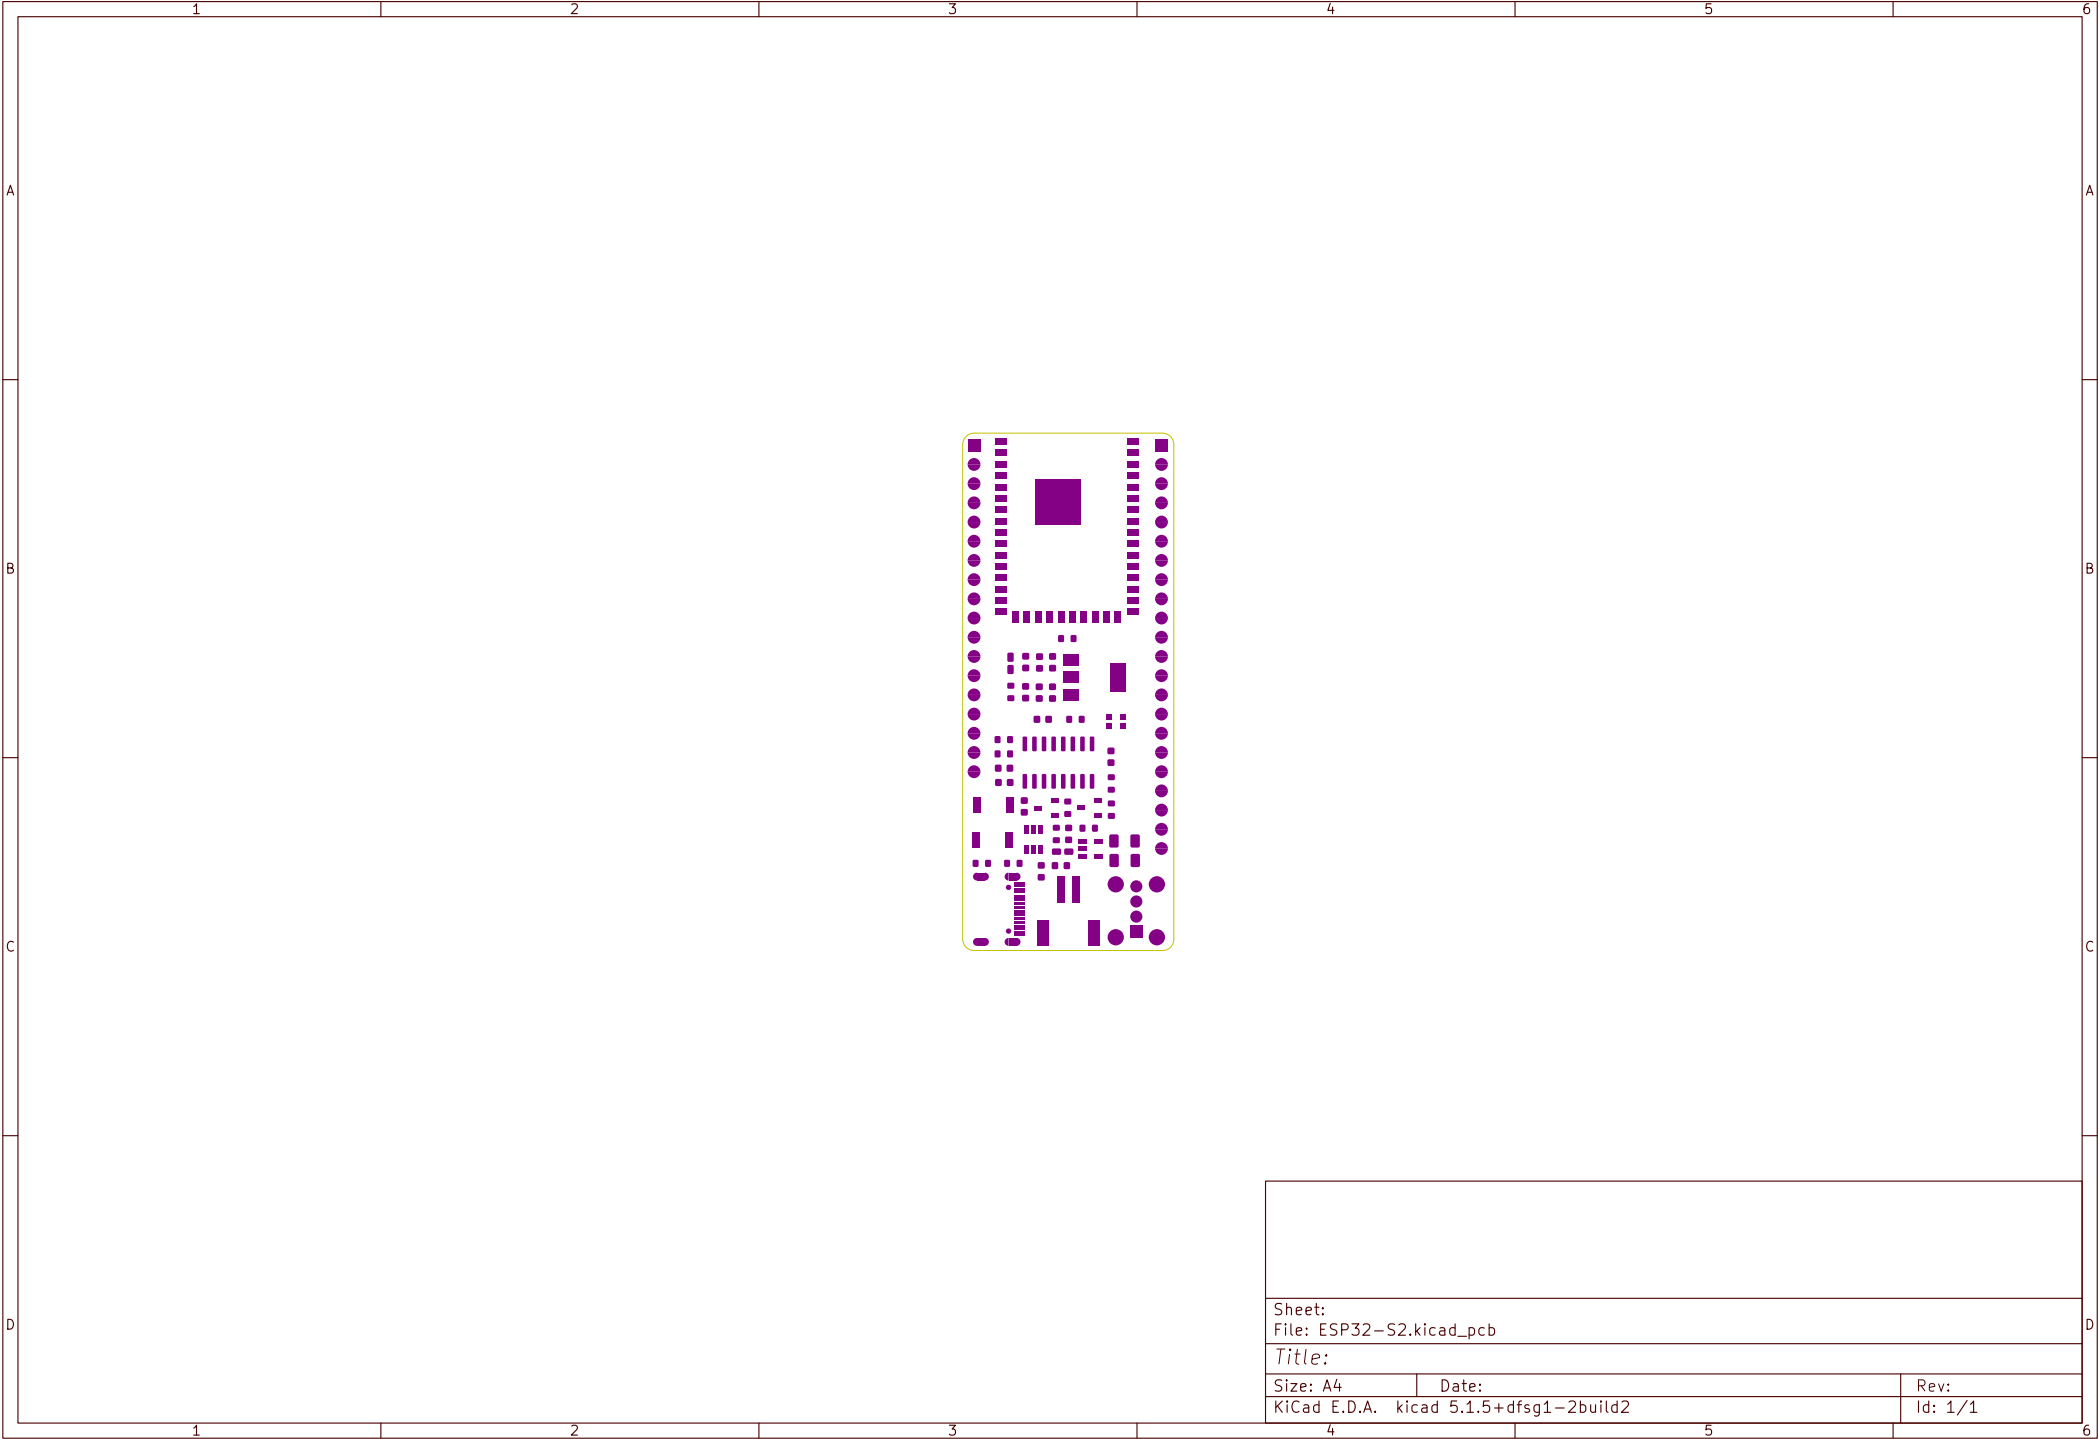 1 2 3 4 5 6
A A
B B
C C
D D
Sheet:
File: ESP32-S2.kicad_pcb
Title:
Size: A4 Date: Rev:
KiCad E.D.A. kicad 5.1.5+dfsg1-2build2 Id: 1/1
1 2 3 4 5 6